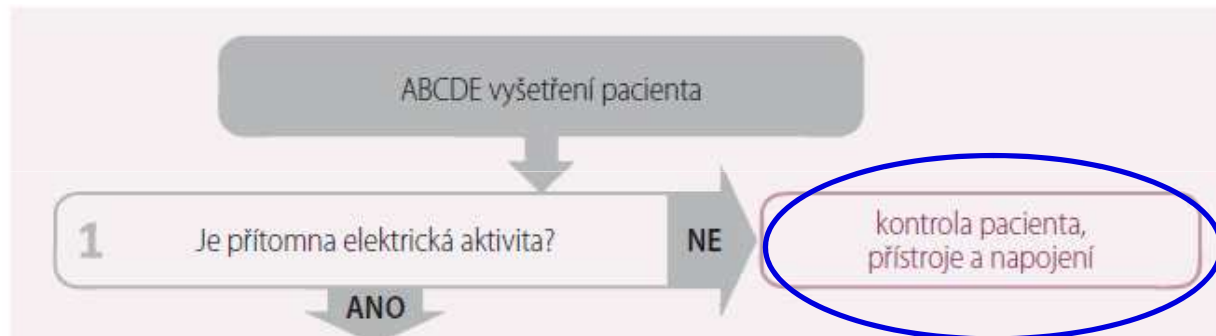 ABCDE vyšetření pacienta
1
Je přítomna elektrická aktivita?
NE
kontrola pacienta,
přístroje a napojení
ANO